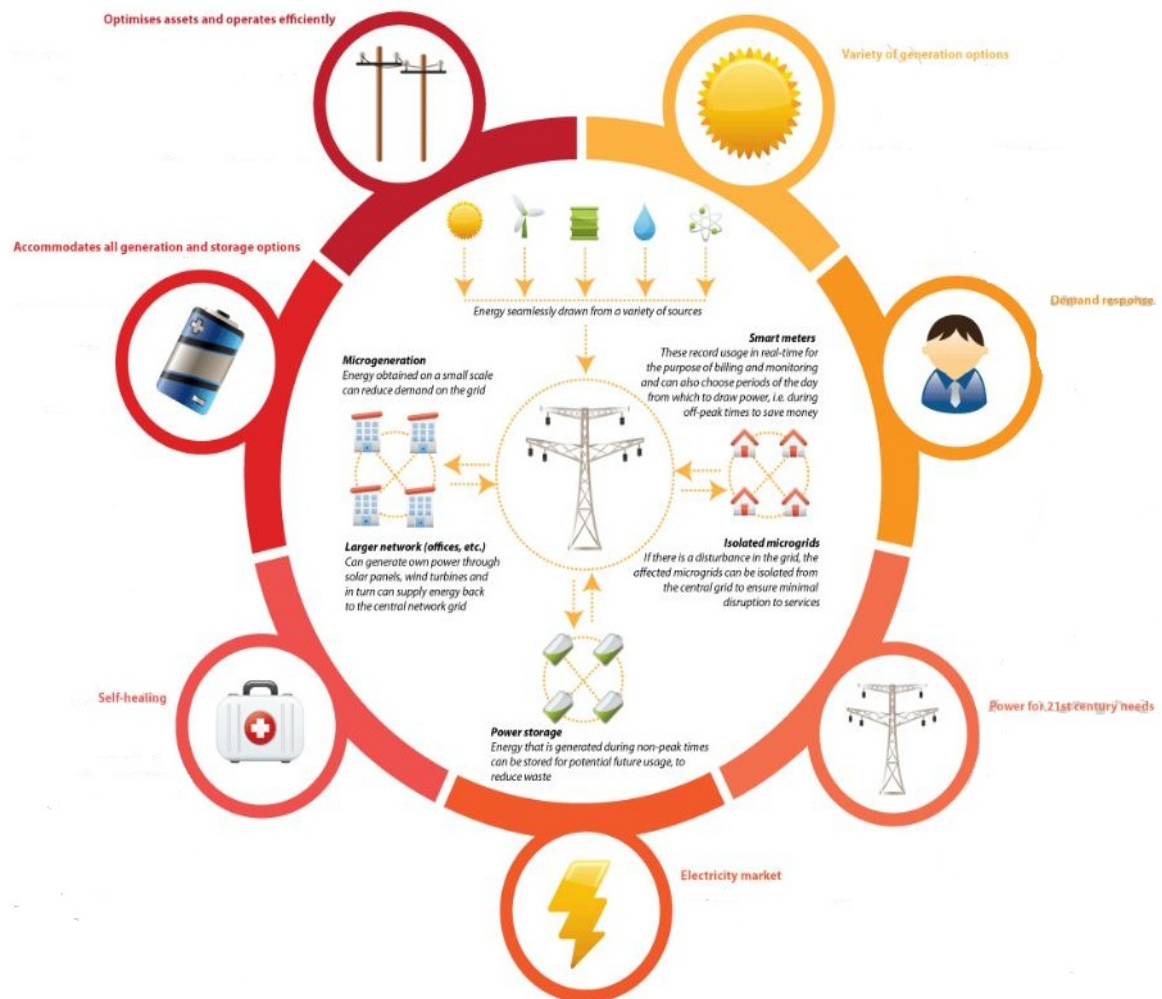 Optimises assets and operates efficiently
Variety of generation options
Accommodates all generation and storage options
Demand response
Energy seamlessly drawn from a variety of sources
Microgeneration
Energy obtained on a small scale
can reduce demand on the grid
Smart meters
These record usage in real-time for
the purpose of billing and monitoring
and can also choose periods of the day
from which to draw power, i.e. during
off-peak times to save money
Larger network (offices, etc.)
Can generate own power through
solar panels, wind turbines and
in turn can supply energy back
to the central network grid
Isolated microgrids
If there is a disturbance in the grid, the
affected microgrids can be isolated from
the central grid to ensure minimal
disruption to services
Self-healing
Power for 21st century needs
Power storage
Energy that is generated during non-peak times
can be stored for potential future usage, to
reduce waste
Electricity market